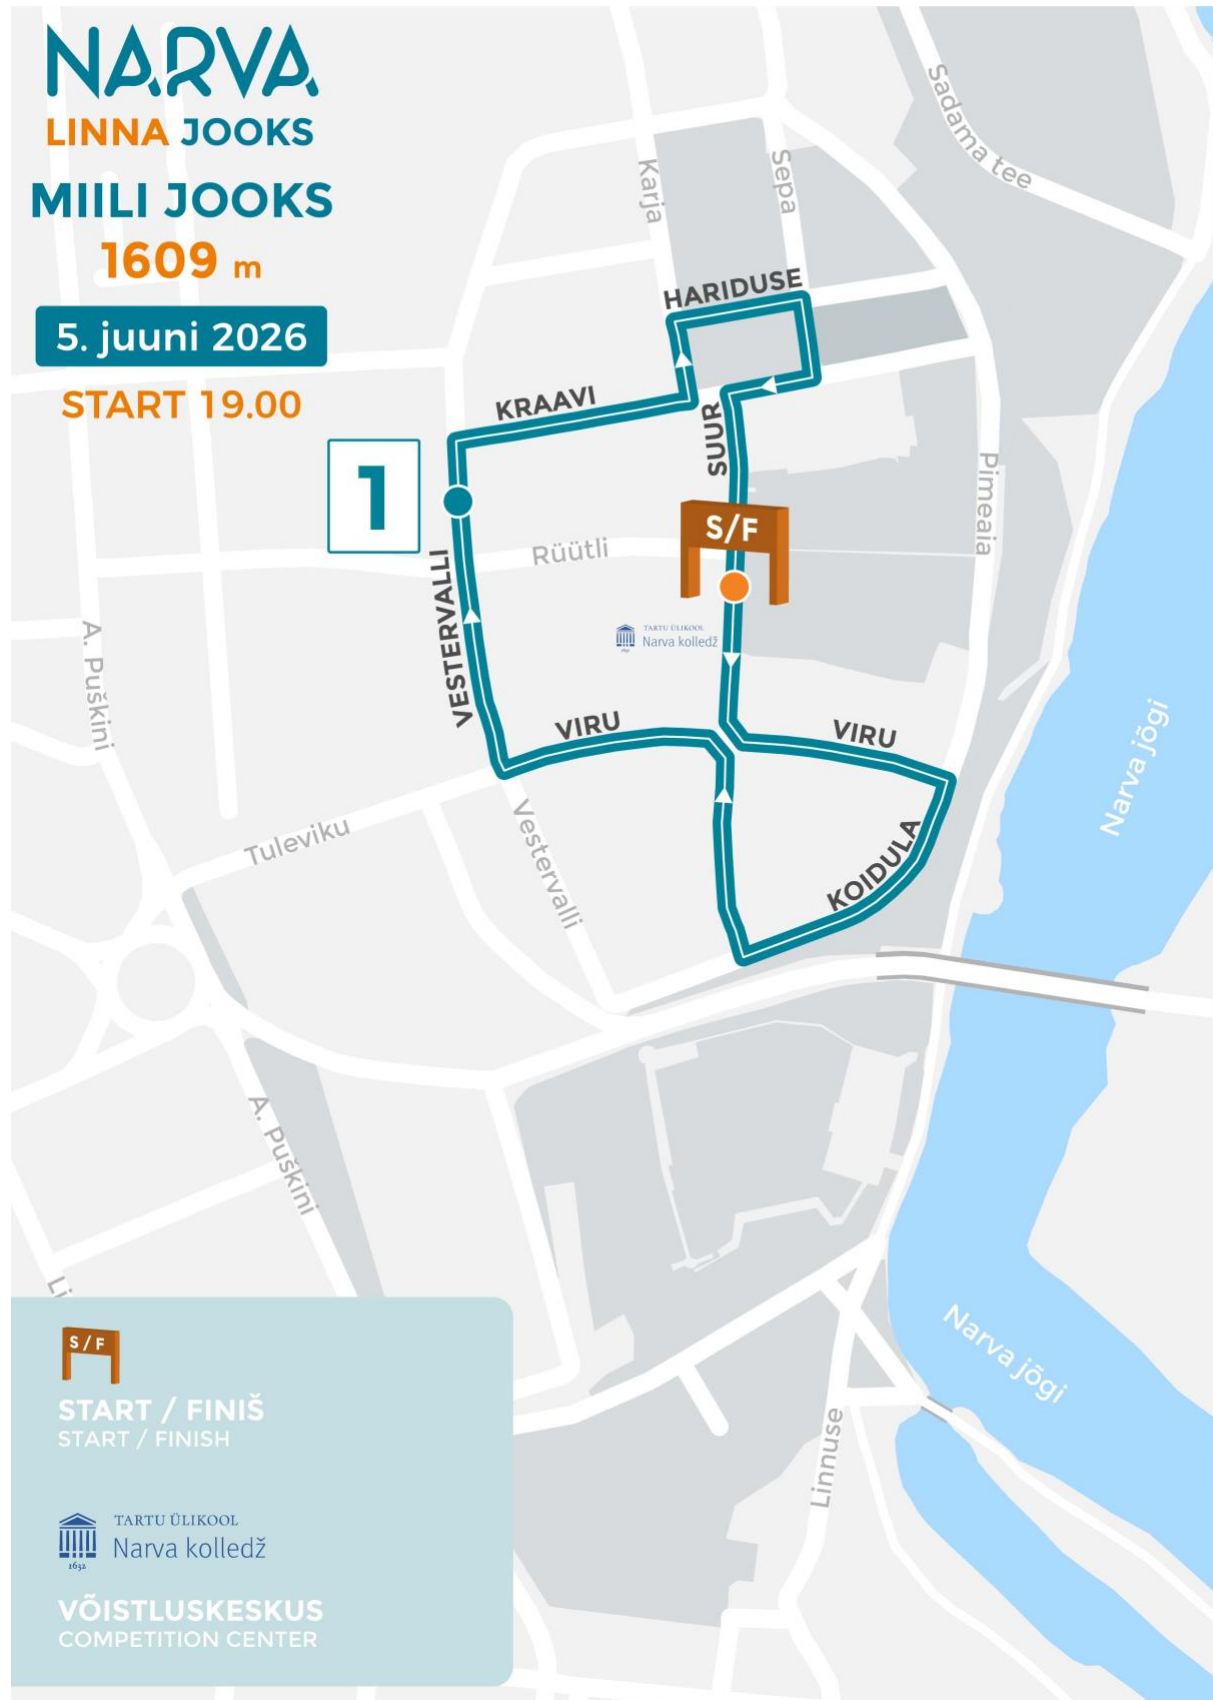 NARVA
LINNA JOOKS
MIILI JOOKS
1609 m
5. juuni 2026
START 19.00
Sadama tee
Karja
Sepa
HARIDUSE
KRAAVI
SUUR
1
Pimeaia
S/F
Rüütli
VESTERVALLI
TARTU ÜLIKOOL
Narva kolledž
1632
A. Puškini
VIRU
VIRU
Narva jõgi
Tuleviku
Vestervalli
KOIDULA
A. Puškini
Li
Narva jõgi
Linnuse
S/F
START / FINIŠ
START / FINISH
TARTU ÜLIKOOL
Narva kolledž
1632
VÕISTLUSKESKUS
COMPETITION CENTER